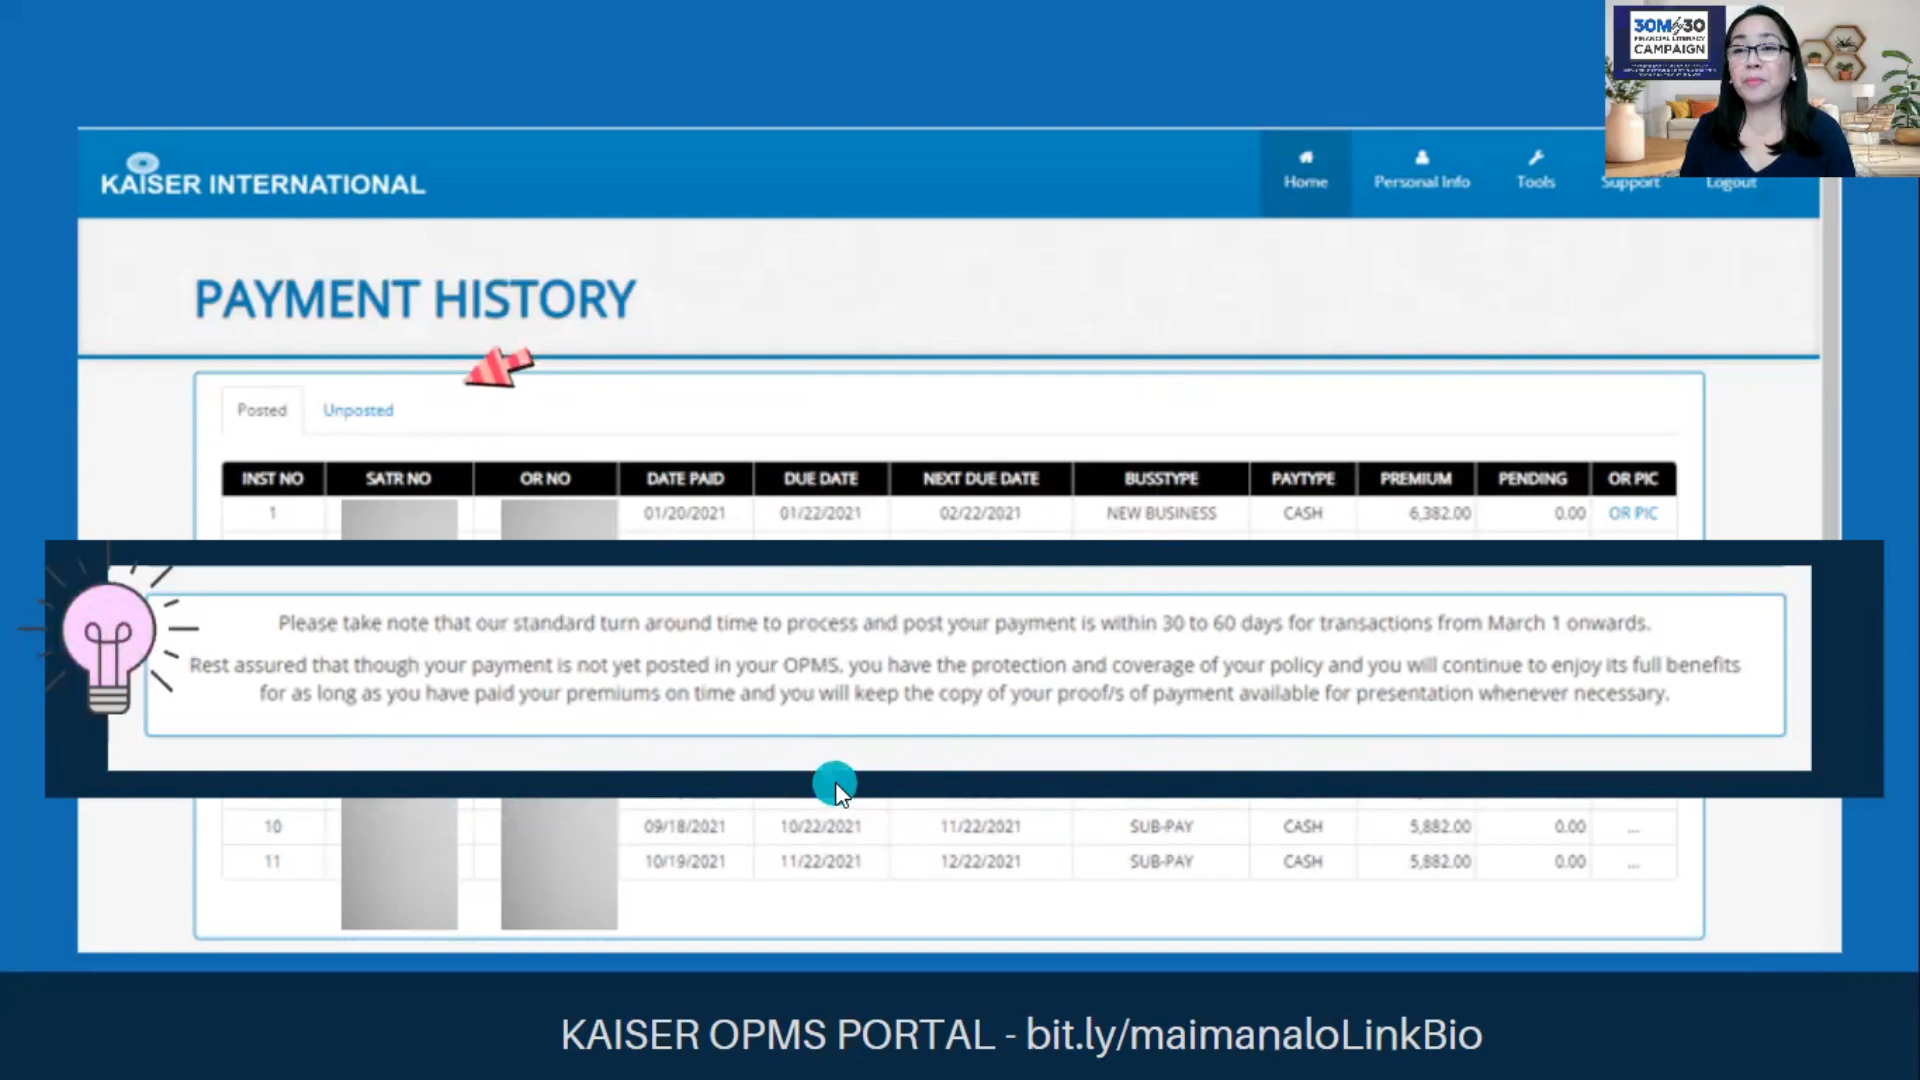 30M by 30
FINANCIAL LITERACY
CAMPAIGN
KAISER INTERNATIONAL
Home
Personal Info
Tools
Support
Logout
PAYMENT HISTORY
Posted
Unposted
INST NO SATR NO OR NO DATE PAID DUE DATE NEXT DUE DATE BUSSTYPE PAYTYPE PREMIUM PENDING OR PIC
1 01/20/2021 01/22/2021 02/22/2021 NEW BUSINESS CASH 6,382.00 0.00 OR PIC
Please take note that our standard turn around time to process and post your payment is within 30 to 60 days for transactions from March 1 onwards.
Rest assured that though your payment is not yet posted in your OPMS, you have the protection and coverage of your policy and you will continue to enjoy its full benefits
for as long as you have paid your premiums on time and you will keep the copy of your proof/s of payment available for presentation whenever necessary.
10 09/18/2021 10/22/2021 11/22/2021 SUB-PAY CASH 5,882.00 0.00 ...
11 10/19/2021 11/22/2021 12/22/2021 SUB-PAY CASH 5,882.00 0.00 ...
KAISER OPMS PORTAL - bit.ly/maimanaloLinkBio